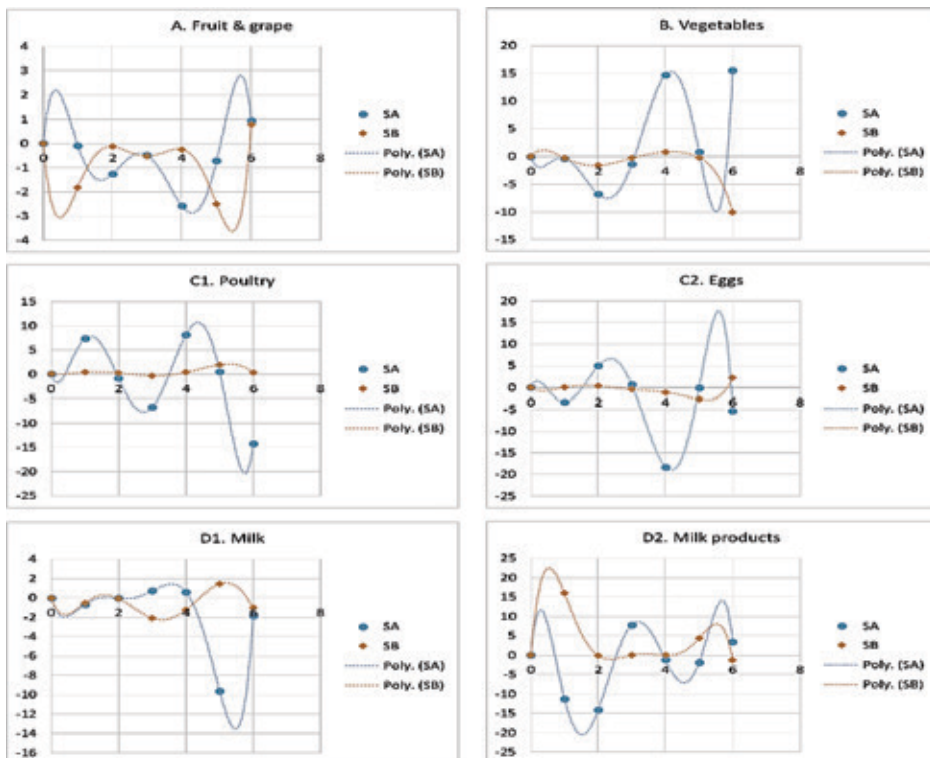 A. Fruit & grape
4
3
2
1
0
-1
-2
-3
-4
0 2 4 6 8
SA
SB
Poly. (SA)
Poly. (SB)
B. Vegetables
20
15
10
5
0
-5
-10
-15
0 2 4 6 8
SA
SB
Poly. (SA)
Poly. (SB)
C1. Poultry
15
10
5
0
-5
-10
-15
-20
-25
0 2 4 6 8
SA
SB
Poly. (SA)
Poly. (SB)
C2. Eggs
20
15
10
5
0
-5
-10
-15
-20
-25
0 2 4 6 8
SA
SB
Poly. (SA)
Poly. (SB)
D1. Milk
4
2
0
-2
-4
-6
-8
-10
-12
-14
-16
0 2 4 6 8
SA
SB
Poly. (SA)
Poly. (SB)
D2. Milk products
25
20
15
10
5
0
-5
-10
-15
-20
-25
0 2 4 6 8
SA
SB
Poly. (SA)
Poly. (SB)